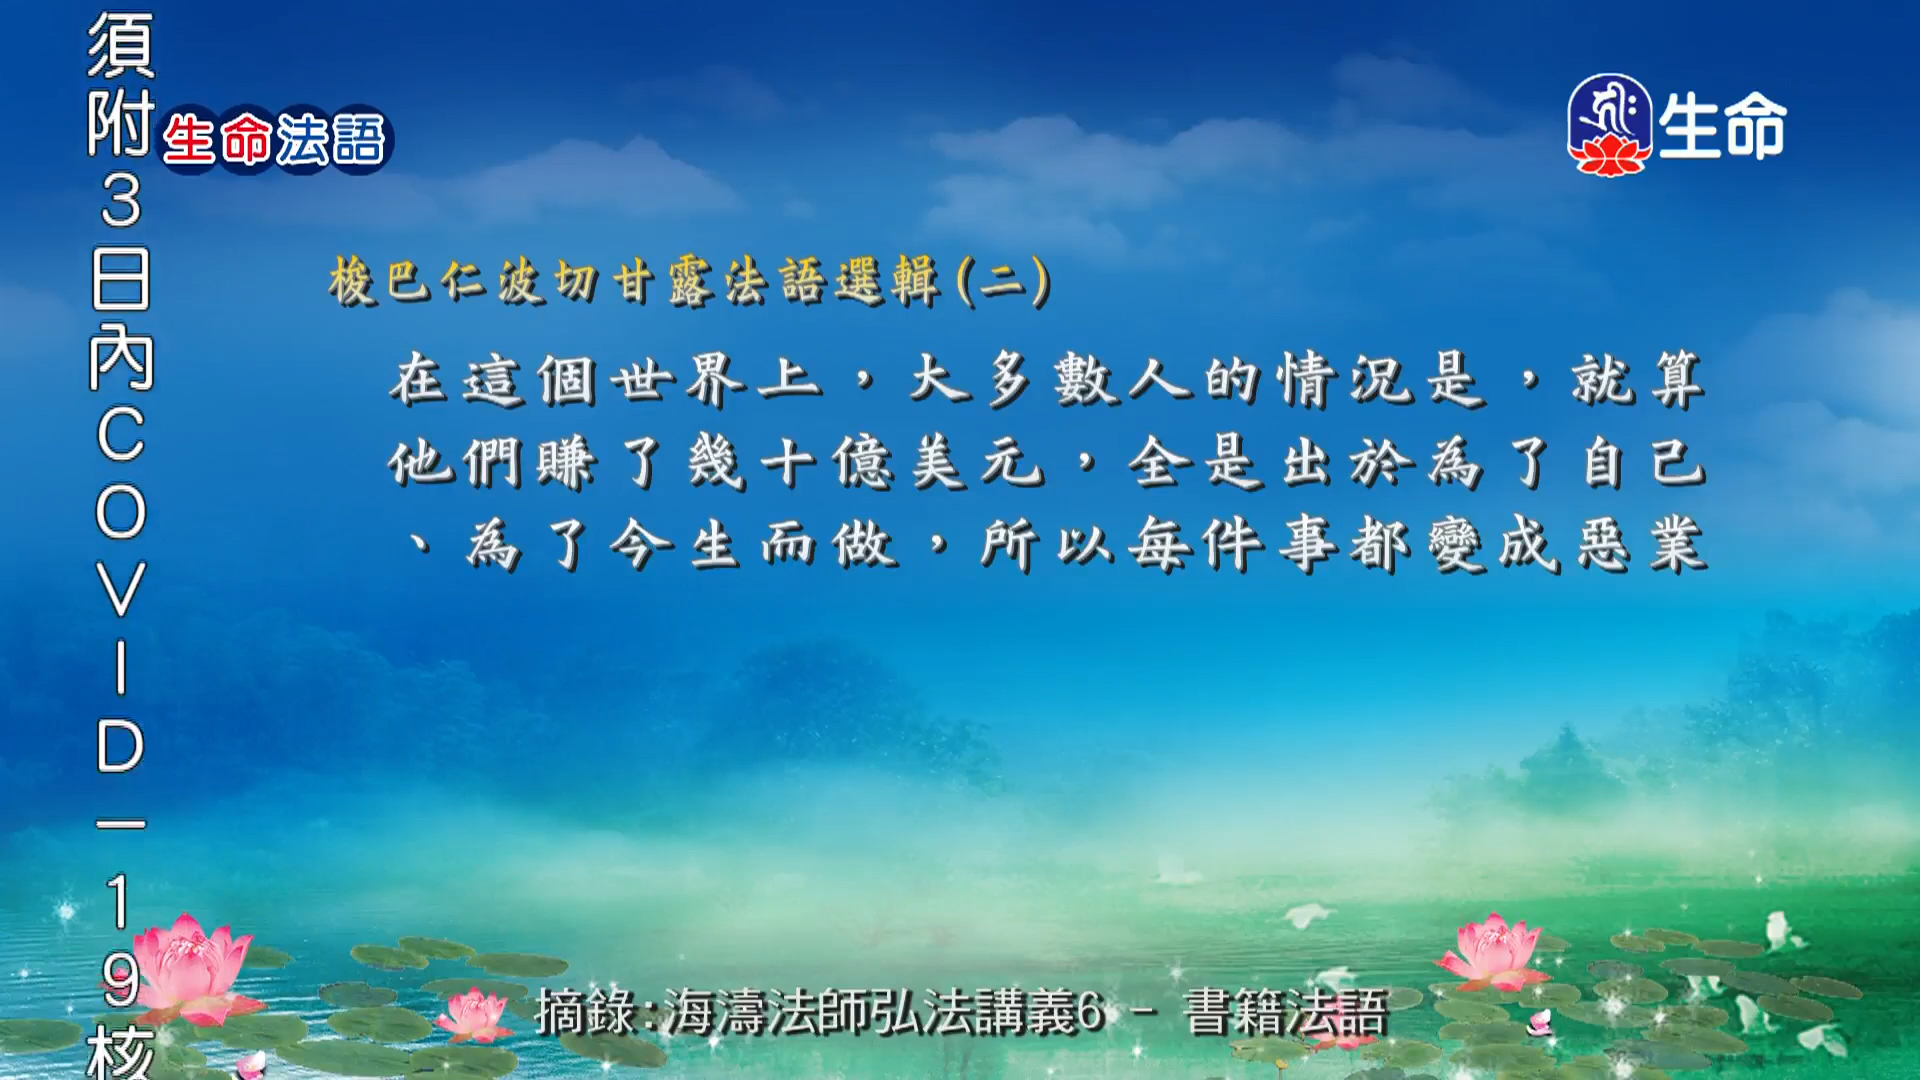 須附3日內COVID-19核
生命法語
生命
梭巴仁波切甘露法語選輯(二)
在這個世界上，大多數人的情況是，就算
他們賺了幾十億美元，全是出於為了自己
、為了今生而做，所以每件事都變成惡業
摘錄:海濤法師弘法講義6 - 書籍法語